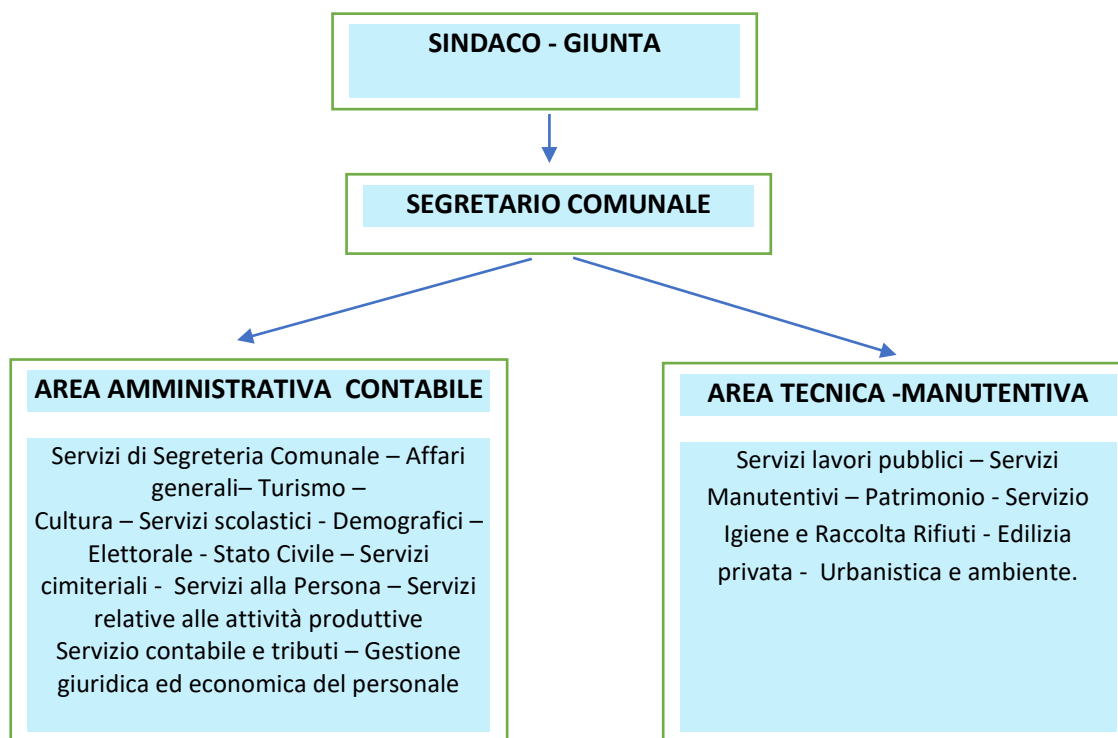 SINDACO - GIUNTA
SEGRETARIO COMUNALE
AREA AMMINISTRATIVA CONTABILE
Servizi di Segreteria Comunale – Affari
generali– Turismo –
Cultura – Servizi scolastici - Demografici –
Elettorale - Stato Civile – Servizi
cimiteriali - Servizi alla Persona – Servizi
relative alle attività produttive
Servizio contabile e tributi – Gestione
giuridica ed economica del personale
AREA TECNICA -MANUTENTIVA
Servizi lavori pubblici – Servizi
Manutentivi – Patrimonio - Servizio
Igiene e Raccolta Rifiuti - Edilizia
privata - Urbanistica e ambiente.